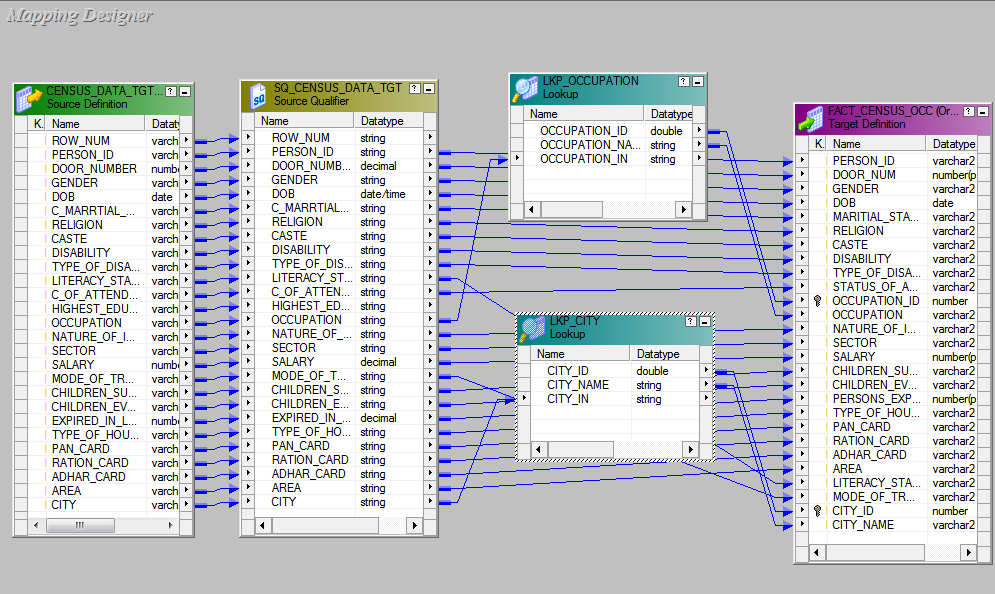 Mapping Designer
CENSUS_DATA_TGT...
Source Definition
K. Name Dataty
ROW_NUM varch
PERSON_ID varch
DOOR_NUMBER numb
GENDER varch
DOB date
C_MARRTIAL_... varch
RELIGION varch
CASTE varch
DISABILITY varch
TYPE_OF_DISA... varch
LITERACY_STA... varch
C_OF_ATTEND... varch
HIGHEST_EDU... varch
OCCUPATION varch
NATURE_OF_I... varch
SECTOR varch
SALARY numb
MODE_OF_TR... varch
CHILDREN_SU... varch
CHILDREN_EV... varch
EXPIRED_IN_L... numb
TYPE_OF_HOU... varch
PAN_CARD varch
RATION_CARD varch
ADHAR_CARD varch
AREA varch
CITY varch
SQ_CENSUS_DATA_TGT
Source Qualifier
Name Datatype
ROW_NUM string
PERSON_ID string
DOOR_NUMB... decimal
GENDER string
DOB date/time
C_MARRTIAL... string
RELIGION string
CASTE string
DISABILITY string
TYPE_OF_DIS... string
LITERACY_ST... string
C_OF_ATTEN... string
HIGHEST_ED... string
OCCUPATION string
NATURE_OF_... string
SECTOR string
SALARY decimal
MODE_OF_T... string
CHILDREN_S... string
CHILDREN_E... string
EXPIRED_IN_... decimal
TYPE_OF_HO... string
PAN_CARD string
RATION_CARD string
ADHAR_CARD string
AREA string
CITY string
LKP_OCCUPATION
Lookup
Name Datatype
OCCUPATION_ID double
OCCUPATION_NA... string
OCCUPATION_IN string
LKP_CITY
Lookup
Name Datatype
CITY_ID double
CITY_NAME string
CITY_IN string
FACT_CENSUS_OCC (Or...
Target Definition
K. Name Datatype
PERSON_ID varchar2
DOOR_NUM number(p
GENDER varchar2
DOB date
MARITIAL_STA... varchar2
RELIGION varchar2
CASTE varchar2
DISABILITY varchar2
TYPE_OF_DISA... varchar2
STATUS_OF_A... varchar2
OCCUPATION_ID number
OCCUPATION varchar2
NATURE_OF_I... varchar2
SECTOR varchar2
SALARY number(p
CHILDREN_SU... varchar2
CHILDREN_EV... varchar2
PERSONS_EXP... number(p
TYPE_OF_HOU... varchar2
PAN_CARD varchar2
RATION_CARD varchar2
ADHAR_CARD varchar2
AREA varchar2
LITERACY_STA... varchar2
MODE_OF_TR... varchar2
CITY_ID number
CITY_NAME varchar2